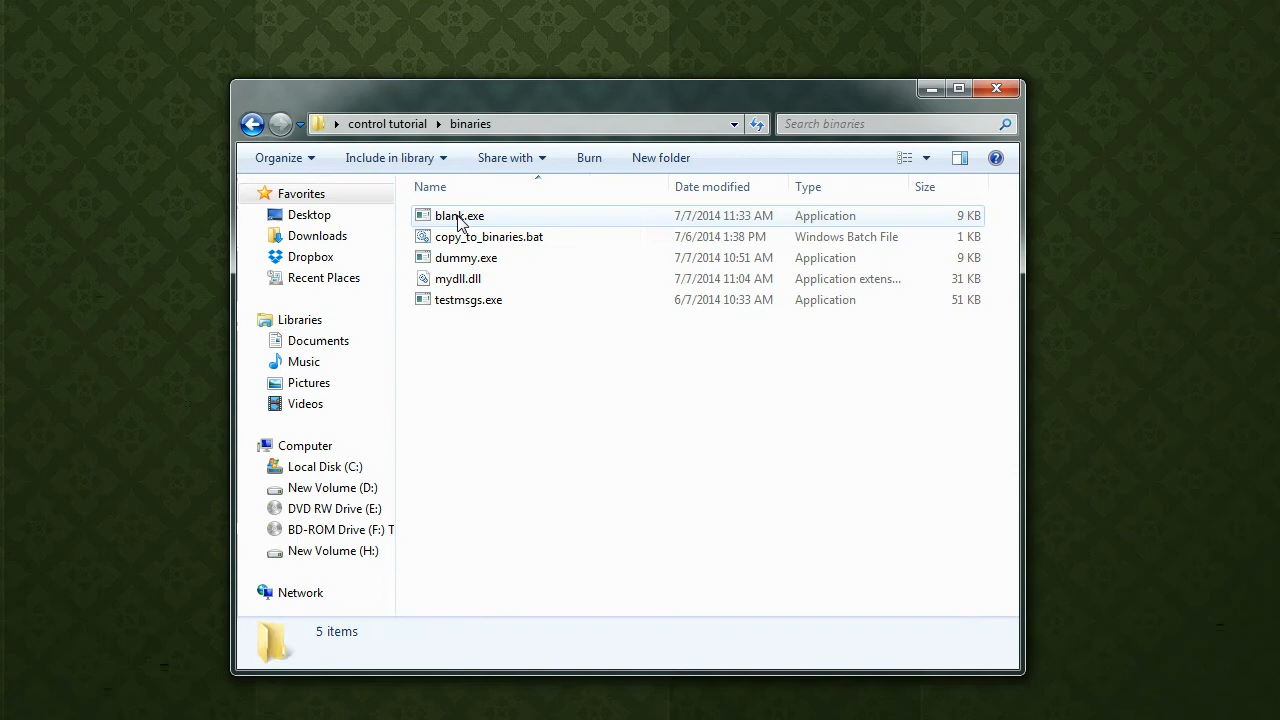 control tutorial binaries
Search binaries
Organize Include in library Share with Burn New folder
Favorites
Desktop
Downloads
Dropbox
Recent Places
Libraries
Documents
Music
Pictures
Videos
Computer
Local Disk (C:)
New Volume (D:)
DVD RW Drive (E:)
BD-ROM Drive (F:) T
New Volume (H:)
Network
Name Date modified Type Size
blank.exe 7/7/2014 11:33 AM Application 9 KB
copy_to_binaries.bat 7/6/2014 1:38 PM Windows Batch File 1 KB
dummy.exe 7/7/2014 10:51 AM Application 9 KB
mydll.dll 7/7/2014 11:04 AM Application extens... 31 KB
testmsgs.exe 6/7/2014 10:33 AM Application 51 KB
5 items